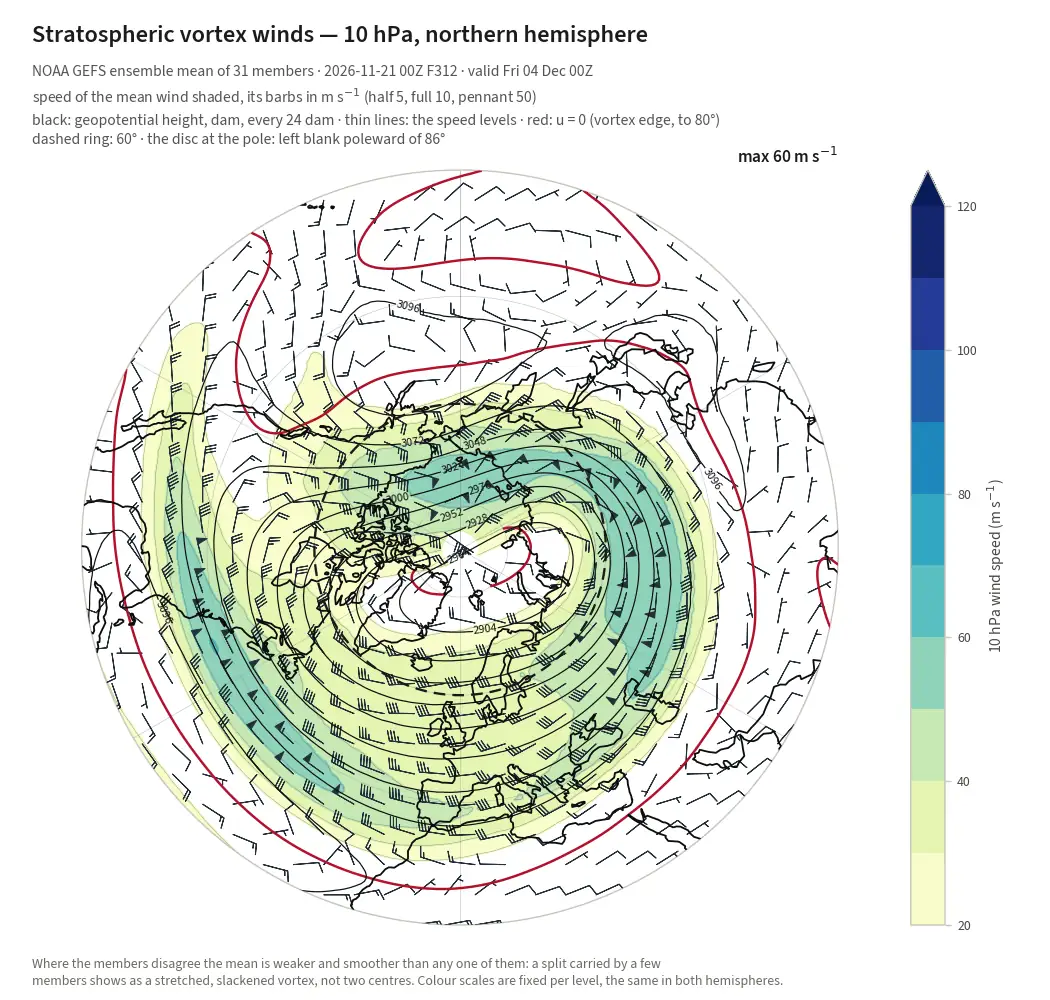 Stratospheric vortex winds — 10 hPa, northern hemisphere
NOAA GEFS ensemble mean of 31 members · 2026-11-21 00Z F312 · valid Fri 04 Dec 00Z
speed of the mean wind shaded, its barbs in m s⁻¹ (half 5, full 10, pennant 50)
black: geopotential height, dam, every 24 dam · thin lines: the speed levels · red: u = 0 (vortex edge, to 80°)
dashed ring: 60° · the disc at the pole: left blank poleward of 86°
max 60 m s⁻¹
120
100
80
60
40
20
10 hPa wind speed (m s⁻¹)
3096
3072
3048
3000
2952
2928
2904
3096
3096
Where the members disagree the mean is weaker and smoother than any one of them: a split carried by a few
members shows as a stretched, slackened vortex, not two centres. Colour scales are fixed per level, the same in both hemispheres.